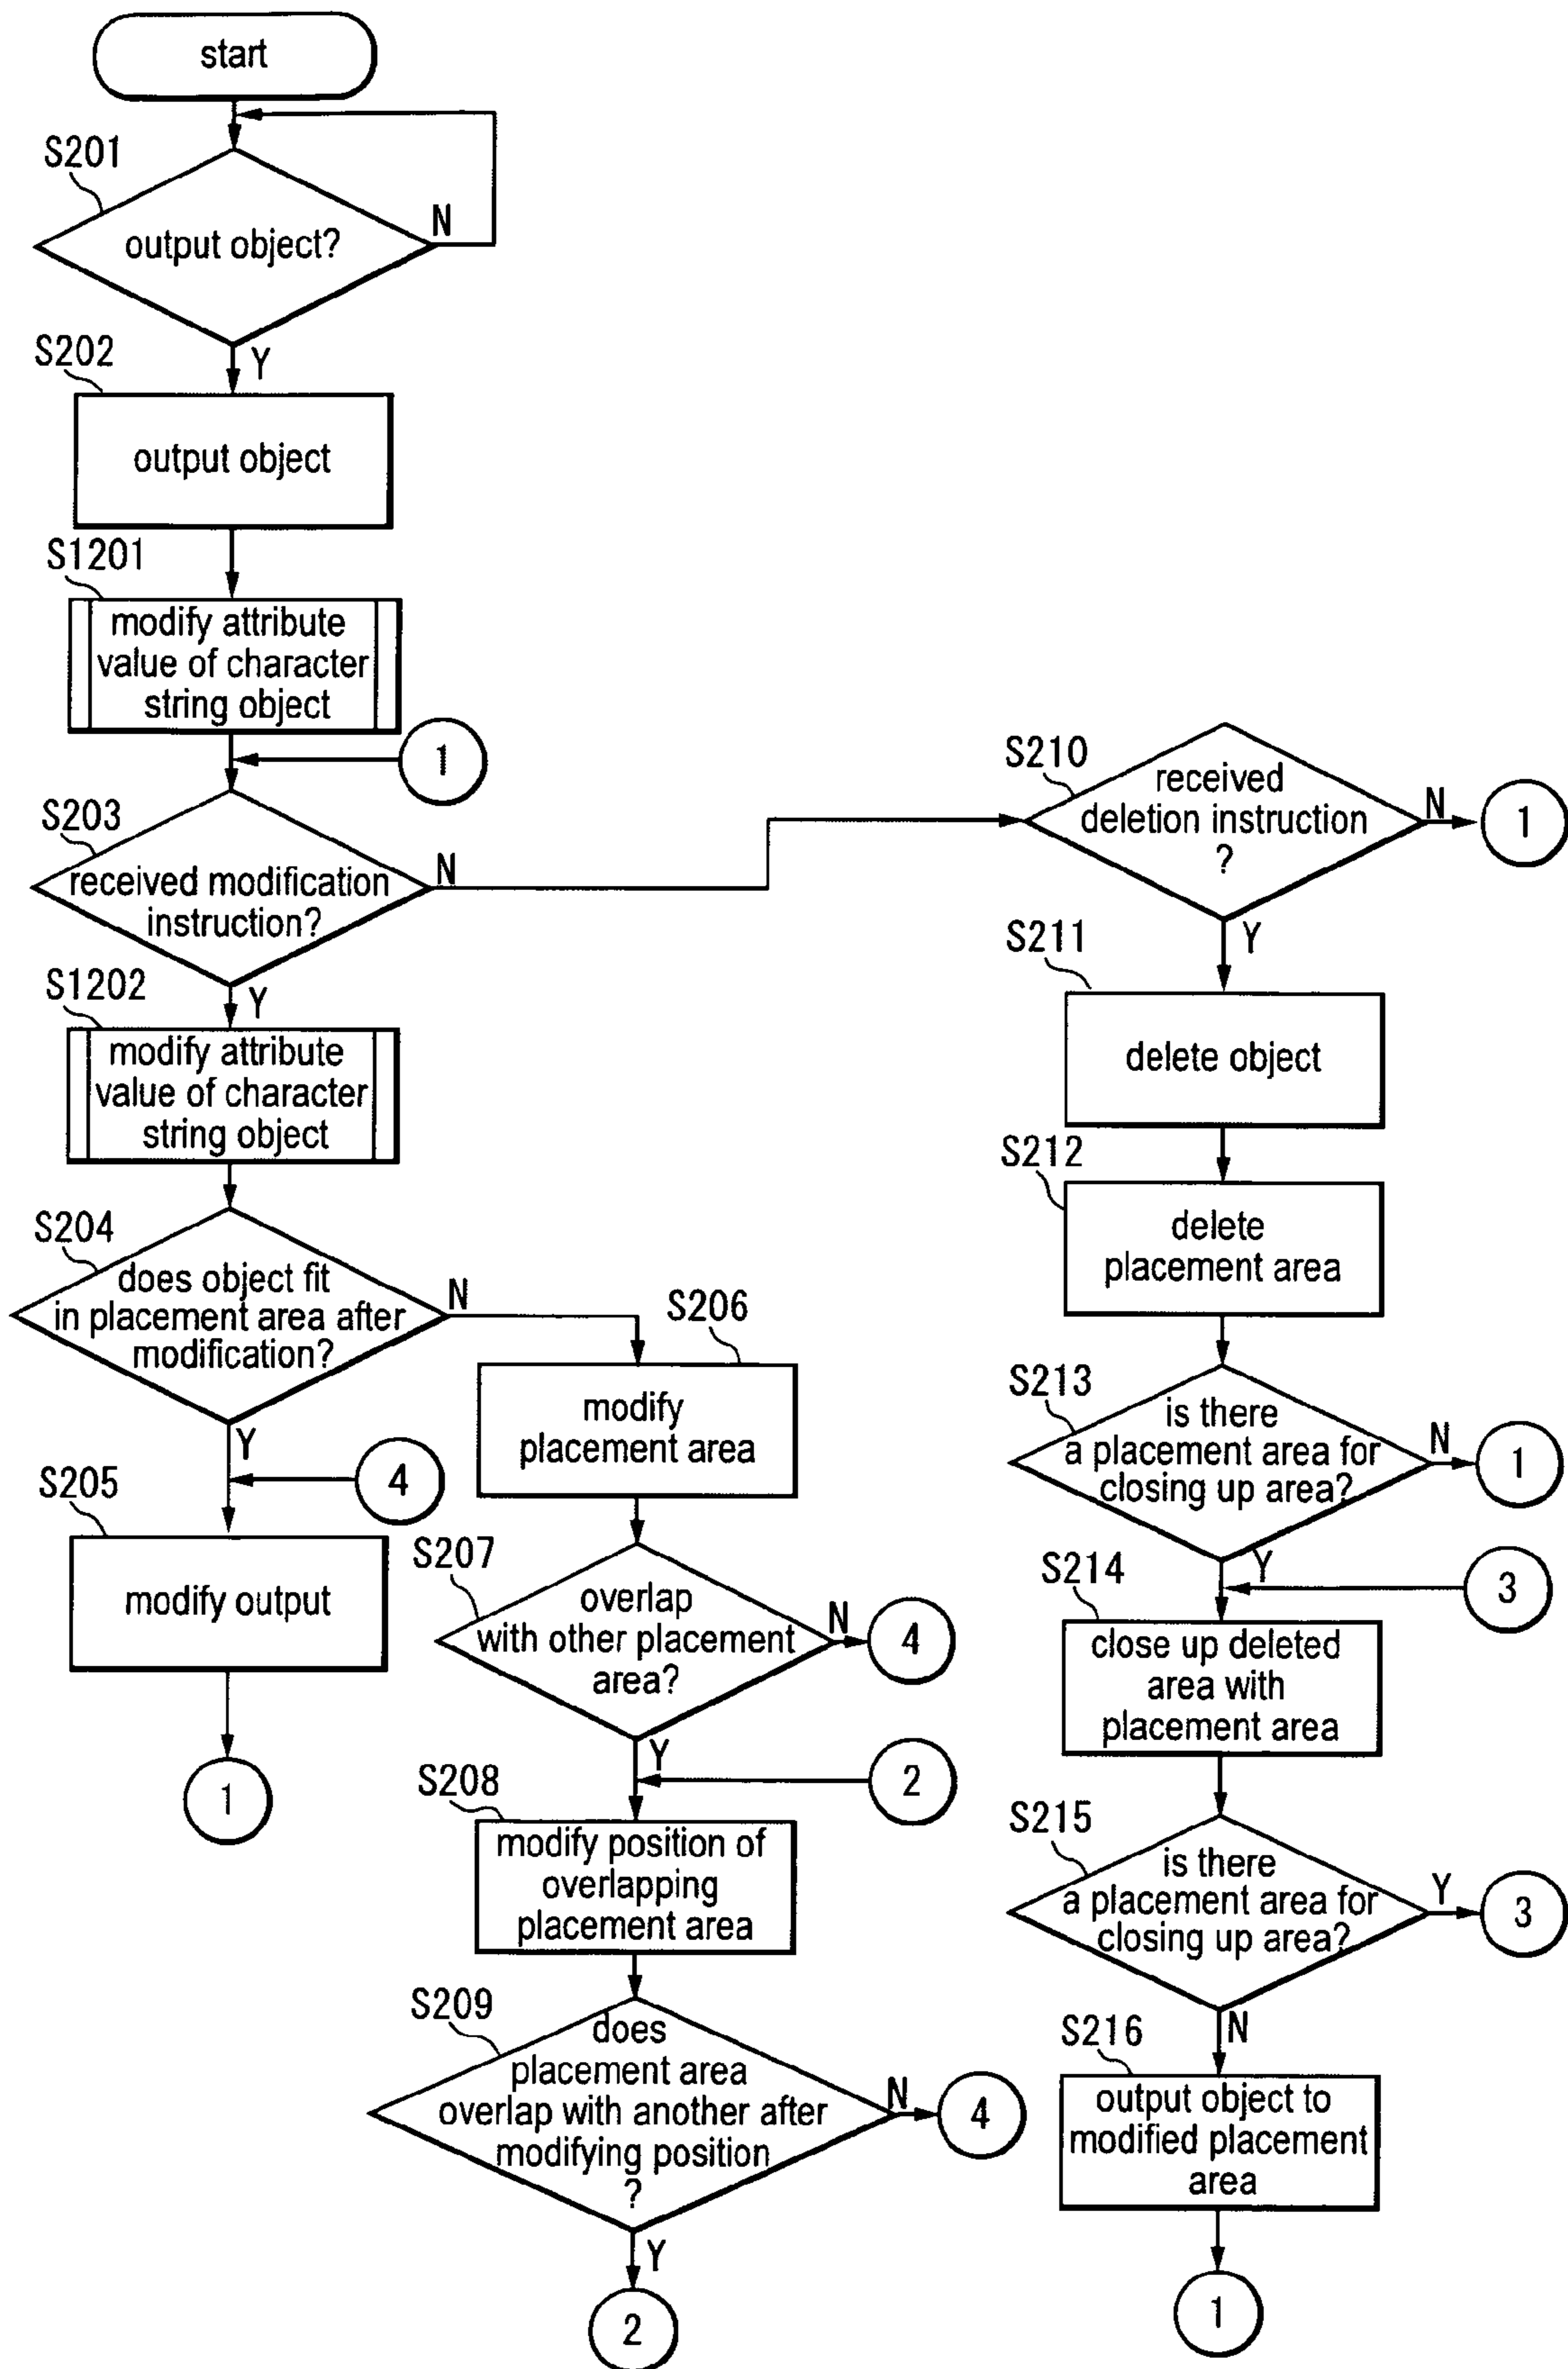 start
S201
output object?
N
Y
S202
output object
S1201
modify attribute
value of character
string object
1
S203
received modification
instruction?
N
Y
S1202
modify attribute
value of character
string object
S204
does object fit
in placement area after
modification?
N
Y
4
S205
modify output
1
S206
modify
placement area
S207
overlap
with other placement
area?
N
4
Y
2
S208
modify position of
overlapping
placement area
S209
does
placement area
overlap with another after
modifying position
?
N
4
Y
2
S210
received
deletion instruction
?
N
1
Y
S211
delete object
S212
delete
placement area
S213
is there
a placement area for
closing up area?
N
1
Y
3
S214
close up deleted
area with
placement area
S215
is there
a placement area for
closing up area?
Y
3
N
S216
output object to
modified placement
area
1